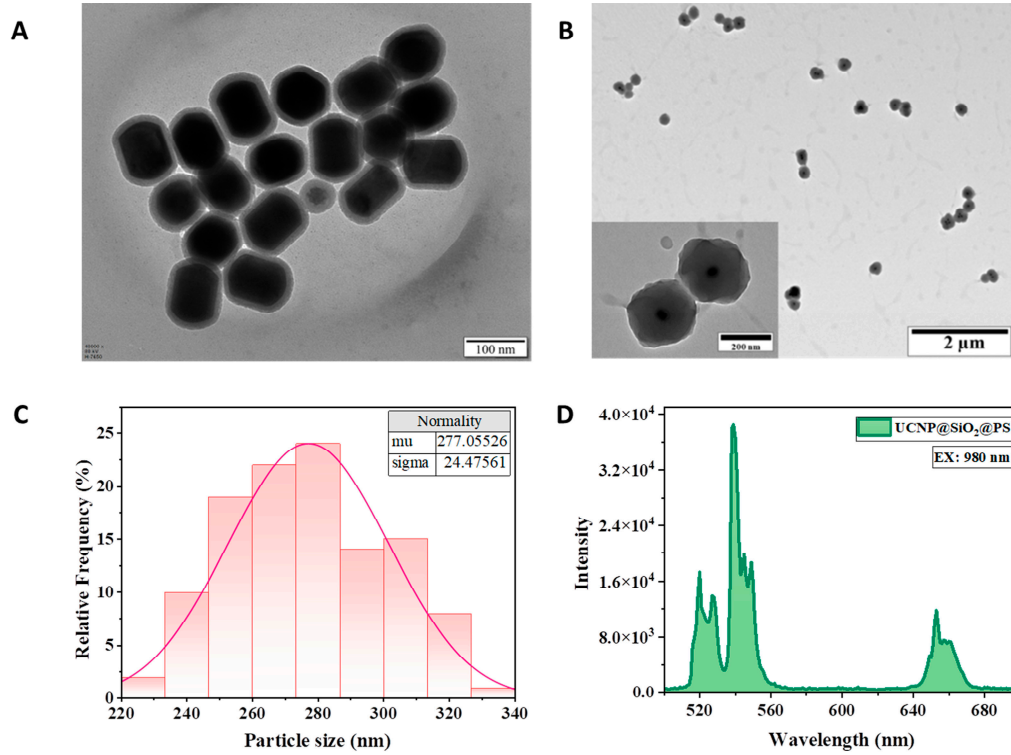 A
100 nm
B
200 nm
2 µm
C
Normality
mu 277.05526
sigma 24.47561
Relative Frequency (%)
25
20
15
10
5
0
220 240 260 280 300 320 340
Particle size (nm)
D
UCNP@SiO₂@PS
EX: 980 nm
Intensity
4.0×10⁴
3.2×10⁴
2.4×10⁴
1.6×10⁴
8.0×10³
0.0
520 560 600 640 680
Wavelength (nm)